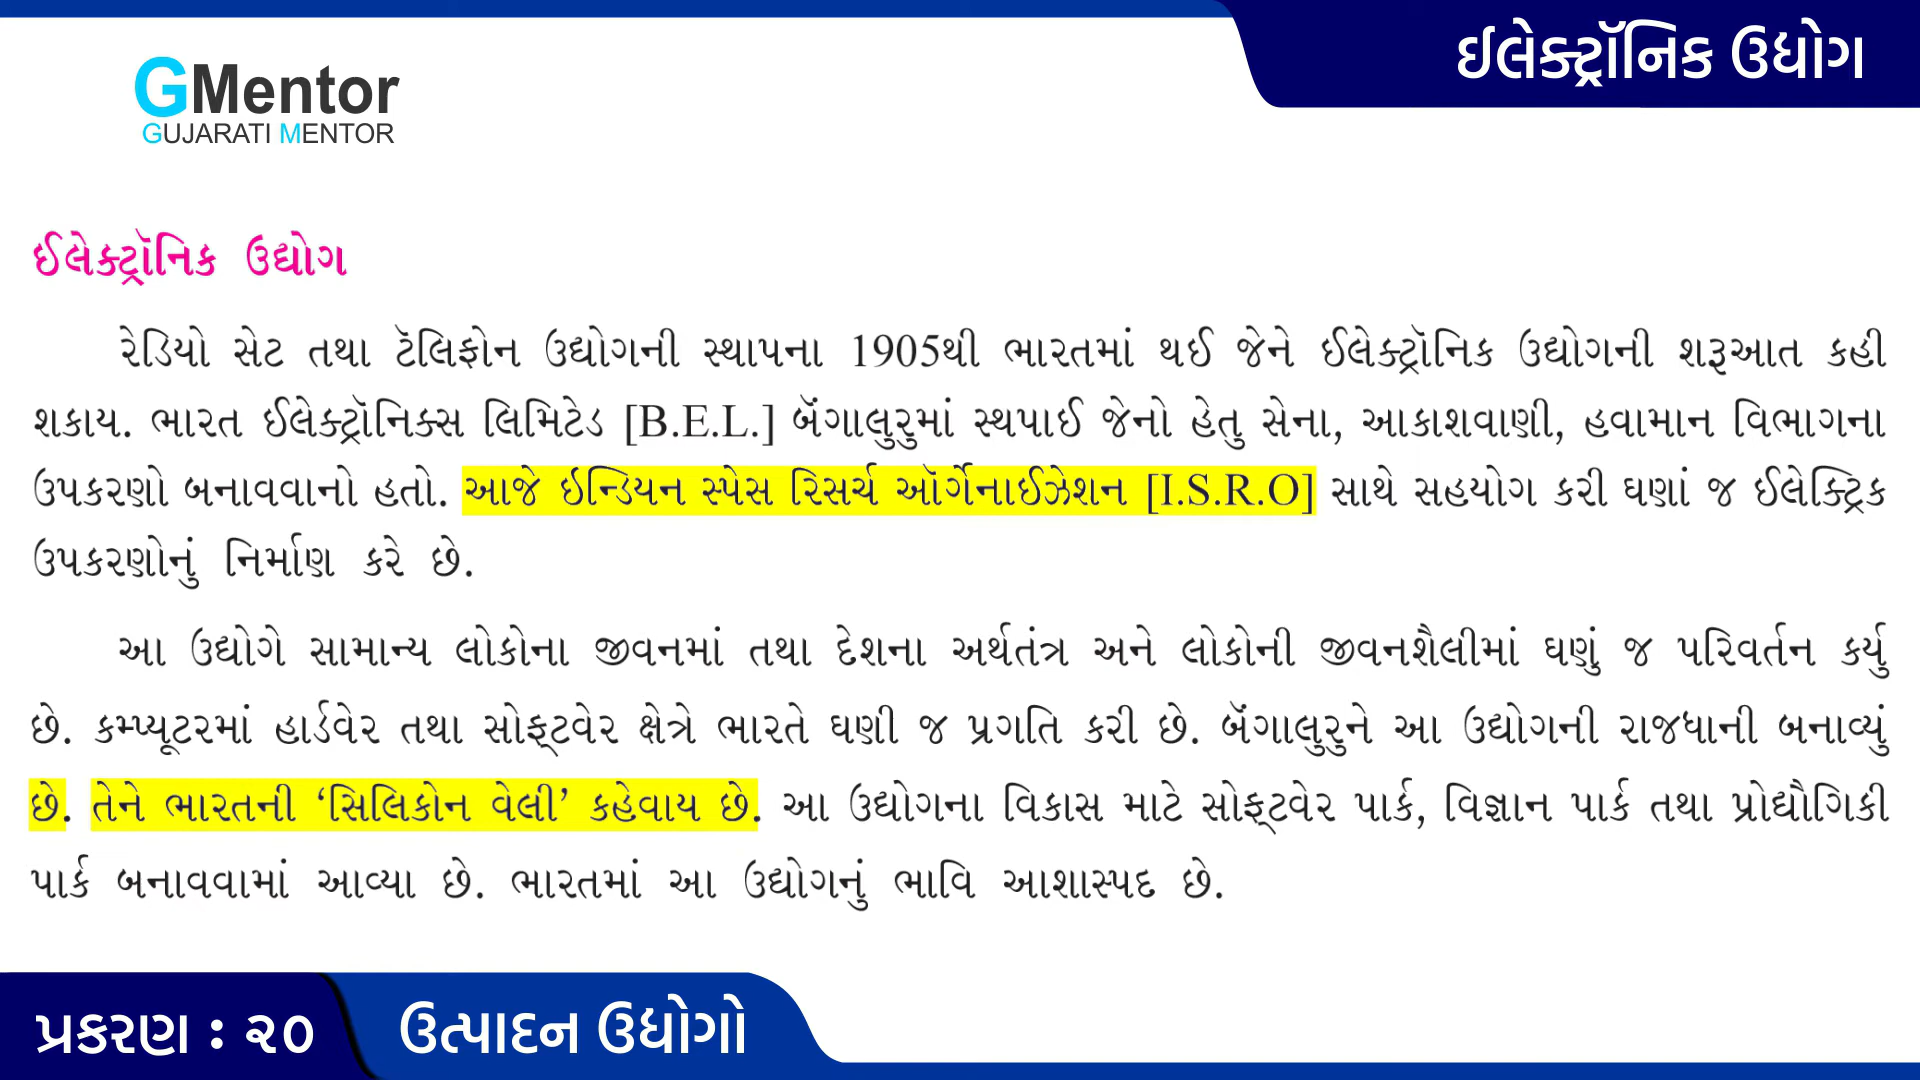 ઈલેક્ટ્રૉનિક ઉદ્યોગ
GMentor
GUJARATI MENTOR
ઈલેક્ટ્રૉનિક ઉદ્યોગ
રેડિયો સેટ તથા ટૅલિફોન ઉદ્યોગની સ્થાપના 1905થી ભારતમાં થઈ જેને ઈલેક્ટ્રૉનિક ઉદ્યોગની શરૂઆત કહી
શકાય. ભારત ઈલેક્ટ્રૉનિક્સ લિમિટેડ [B.E.L.] બૅંગાલુરુમાં સ્થપાઈ જેનો હેતુ સેના, આકાશવાણી, હવામાન વિભાગના
ઉપકરણો બનાવવાનો હતો. આજે ઇન્ડિયન સ્પેસ રિસર્ચ ઑર્ગેનાઈઝેશન [I.S.R.O] સાથે સહયોગ કરી ઘણાં જ ઈલેક્ટ્રિક
ઉપકરણોનું નિર્માણ કરે છે.
આ ઉદ્યોગે સામાન્ય લોકોના જીવનમાં તથા દેશના અર્થતંત્ર અને લોકોની જીવનશૈલીમાં ઘણું જ પરિવર્તન કર્યુ
છે. કમ્પ્યૂટરમાં હાર્ડવેર તથા સોફ્ટવેર ક્ષેત્રે ભારતે ઘણી જ પ્રગતિ કરી છે. બૅંગાલુરુને આ ઉદ્યોગની રાજધાની બનાવ્યું
છે. તેને ભારતની ‘સિલિકોન વેલી’ કહેવાય છે. આ ઉદ્યોગના વિકાસ માટે સોફ્ટવેર પાર્ક, વિજ્ઞાન પાર્ક તથા પ્રોદ્યૌગિકી
પાર્ક બનાવવામાં આવ્યા છે. ભારતમાં આ ઉદ્યોગનું ભાવિ આશાસ્પદ છે.
પ્રકરણ : ૨૦
ઉત્પાદન ઉદ્યોગો